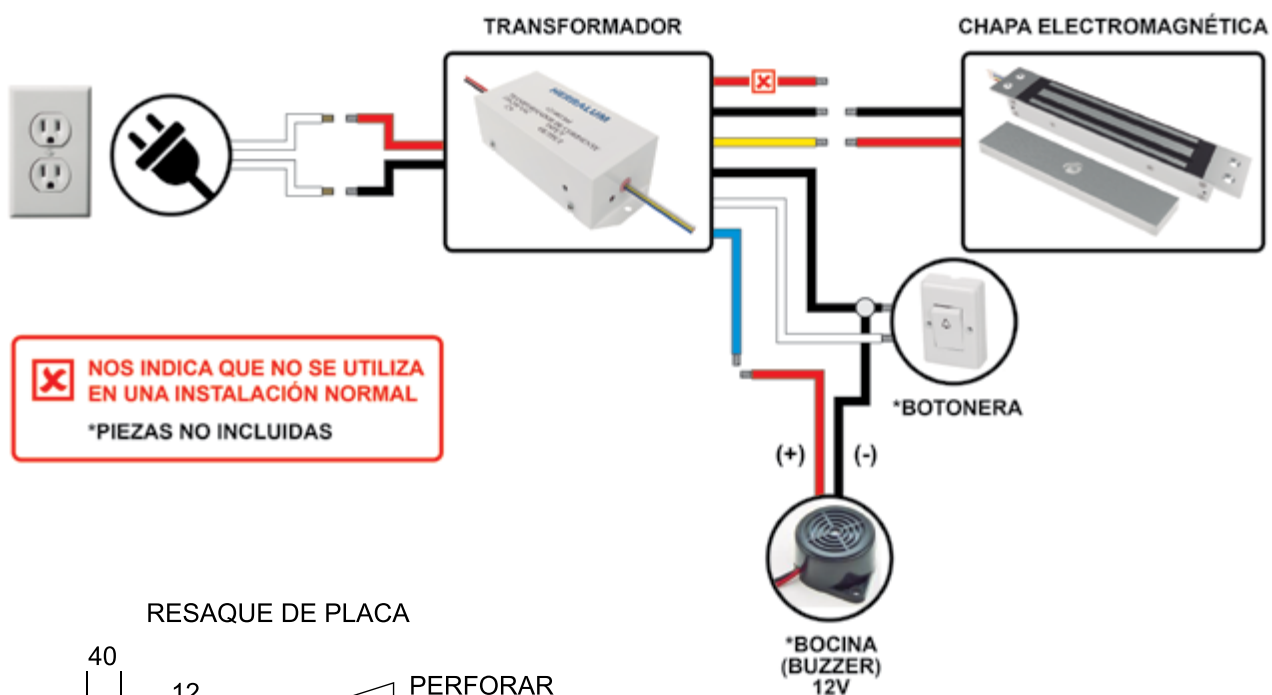 TRANSFORMADOR
CHAPA ELECTROMAGNÉTICA
HERRALUM
NOS INDICA QUE NO SE UTILIZA
EN UNA INSTALACIÓN NORMAL
*PIEZAS NO INCLUIDAS
*BOTONERA
(+)
(-)
*BOCINA
(BUZZER)
12V
RESAQUE DE PLACA
40
12
PERFORAR